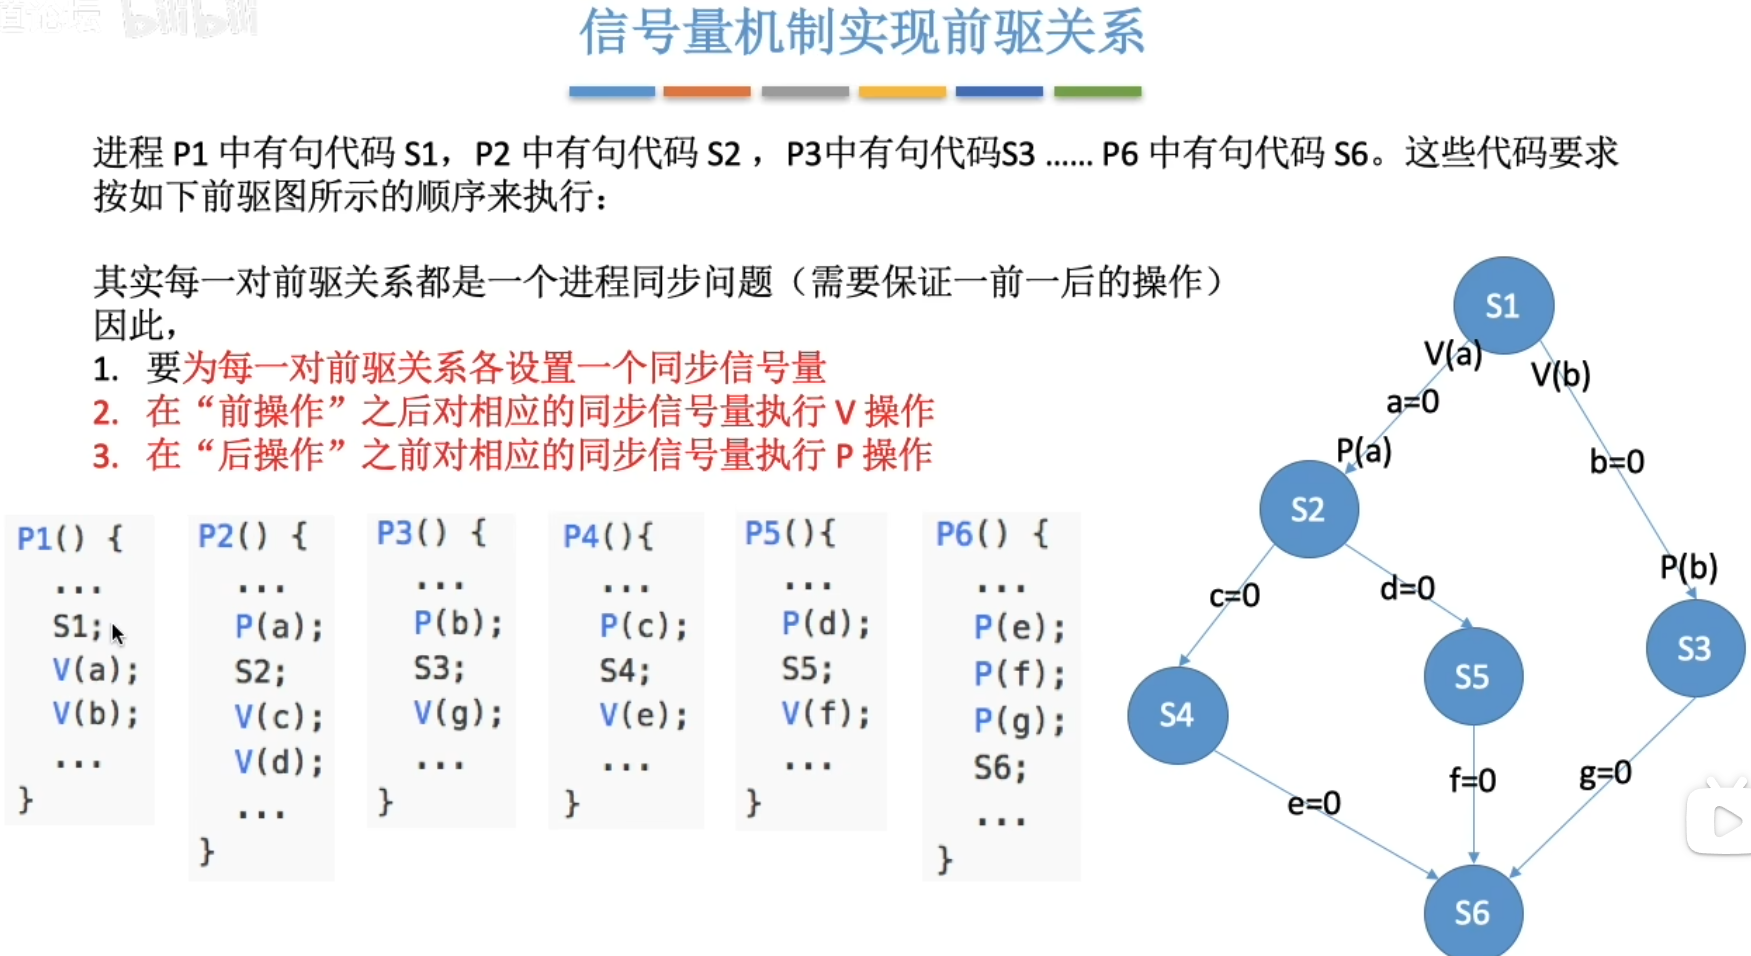 bilibili
信号量机制实现前驱关系
进程 P1 中有句代码 S1，P2 中有句代码 S2 ，P3中有句代码S3 ...... P6 中有句代码 S6。这些代码要求
按如下前驱图所示的顺序来执行：
其实每一对前驱关系都是一个进程同步问题（需要保证一前一后的操作）
因此，
1. 要为每一对前驱关系各设置一个同步信号量
2. 在“前操作”之后对相应的同步信号量执行 V 操作
3. 在“后操作”之前对相应的同步信号量执行 P 操作
P1() {
...
S1;
V(a);
V(b);
...
}
P2() {
...
P(a);
S2;
V(c);
V(d);
...
}
P3() {
...
P(b);
S3;
V(g);
...
}
P4(){
...
P(c);
S4;
V(e);
...
}
P5(){
...
P(d);
S5;
V(f);
...
}
P6() {
...
P(e);
P(f);
P(g);
S6;
...
}
S1
V(a)
V(b)
a=0
P(a)
b=0
S2
P(b)
c=0
d=0
S3
S5
S4
f=0
g=0
e=0
S6